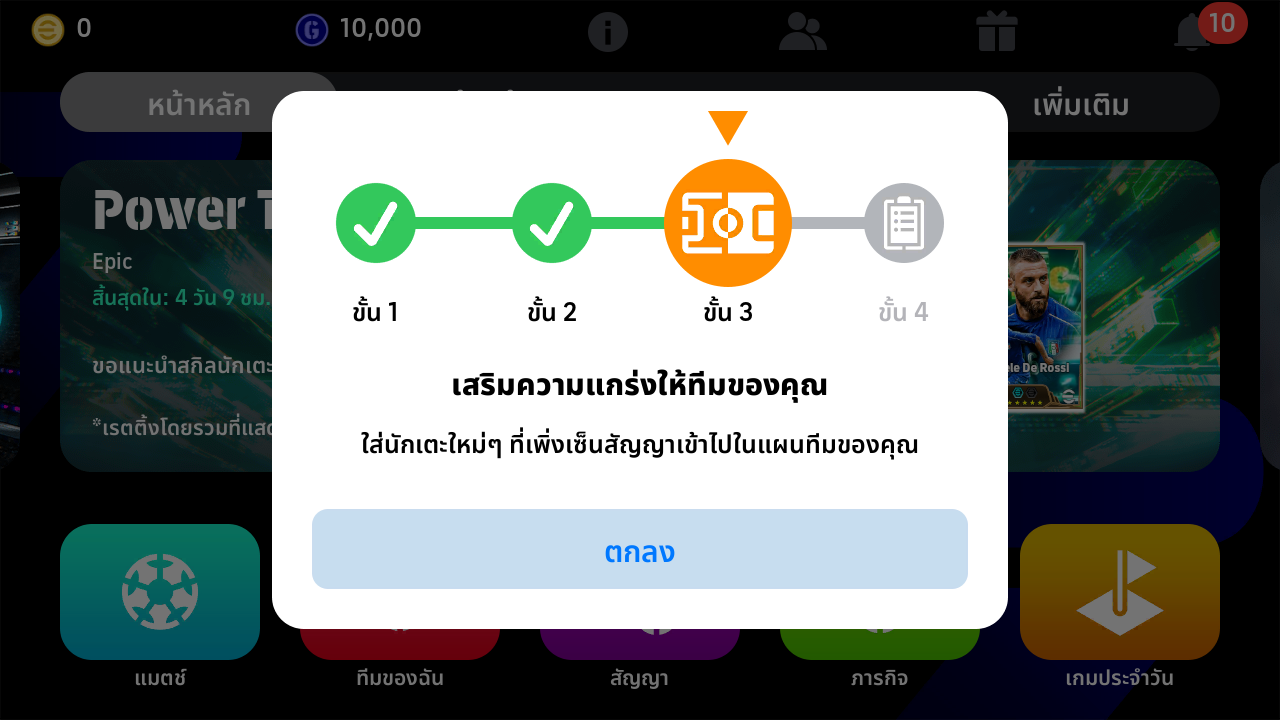 0
10,000
10
หน้าหลัก
เพิ่มเติม
Power
Epic
สิ้นสุดใน: 4 วัน 9 ชม.
ขอแนะนำสกิลนักเตะ
*เรตติ้งโดยรวมที่แสด
De Rossi
ขั้น 1
ขั้น 2
ขั้น 3
ขั้น 4
เสริมความแกร่งให้ทีมของคุณ
ใส่นักเตะใหม่ๆ ที่เพิ่งเซ็นสัญญาเข้าไปในแผนทีมของคุณ
ตกลง
แมตช์
ทีมของฉัน
สัญญา
ภารกิจ
เกมประจำวัน